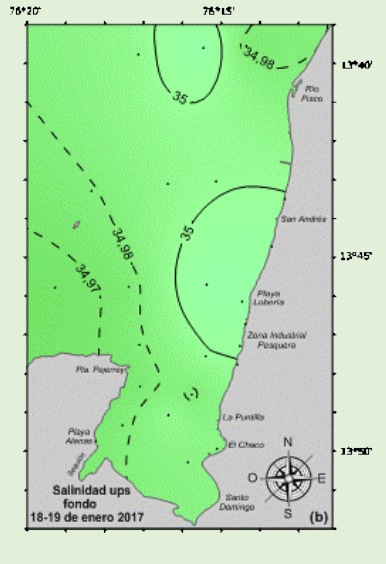 76°20' 76°15'
13°40'
34,98
35
Río
Pisco
San Andrés
35
34,98
13°45'
34,97
Playa
Lobería
Zona Industrial
Pesquera
Pta. Pejerrey
La Puntilla
Playa
Atenas
El Chaco
N
13°50'
Sequión
O E
Salinidad ups
fondo
18-19 de enero 2017
Santo
Domingo
S
(b)